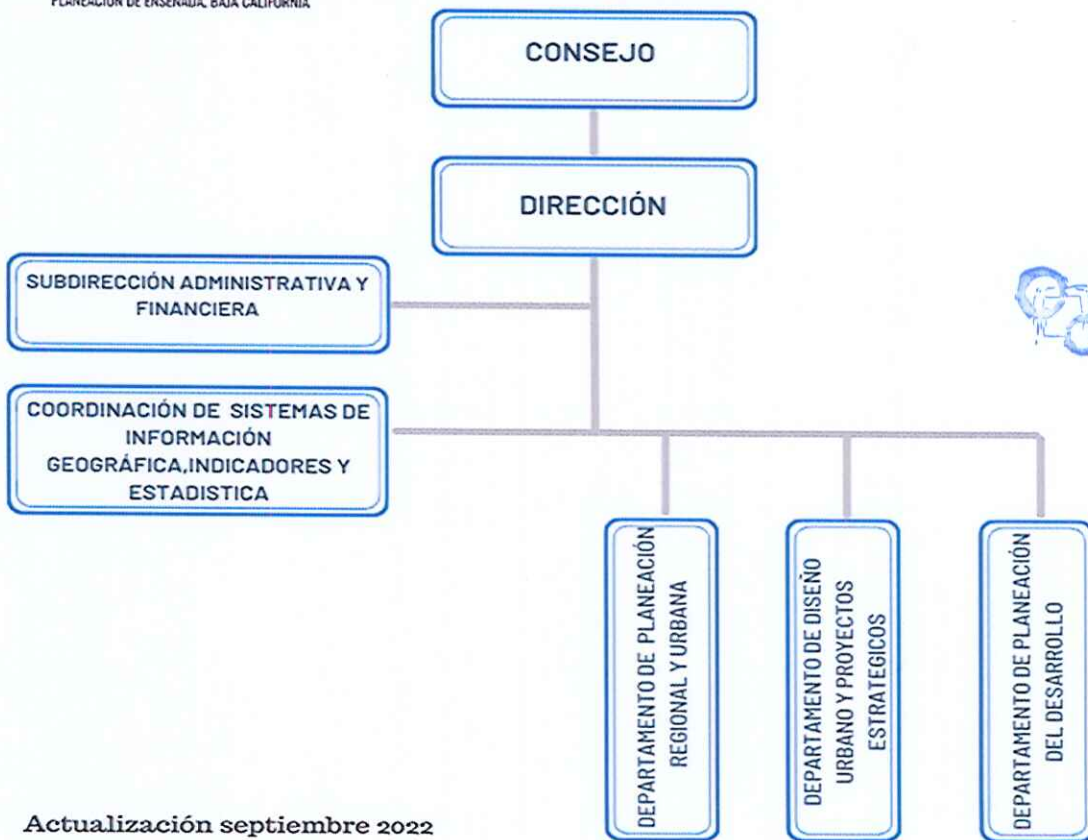 PLANEACIÓN DE ENSENADA, BAJA CALIFORNIA
CONSEJO
DIRECCIÓN
SUBDIRECCIÓN ADMINISTRATIVA Y
FINANCIERA
COORDINACIÓN DE SISTEMAS DE
INFORMACIÓN
GEOGRÁFICA,INDICADORES Y
ESTADISTICA
DEPARTAMENTO DE PLANEACIÓN
REGIONAL Y URBANA
DEPARTAMENTO DE DISEÑO
URBANO Y PROYECTOS
ESTRATEGICOS
DEPARTAMENTO DE PLANEACIÓN
DEL DESARROLLO
Actualización septiembre 2022